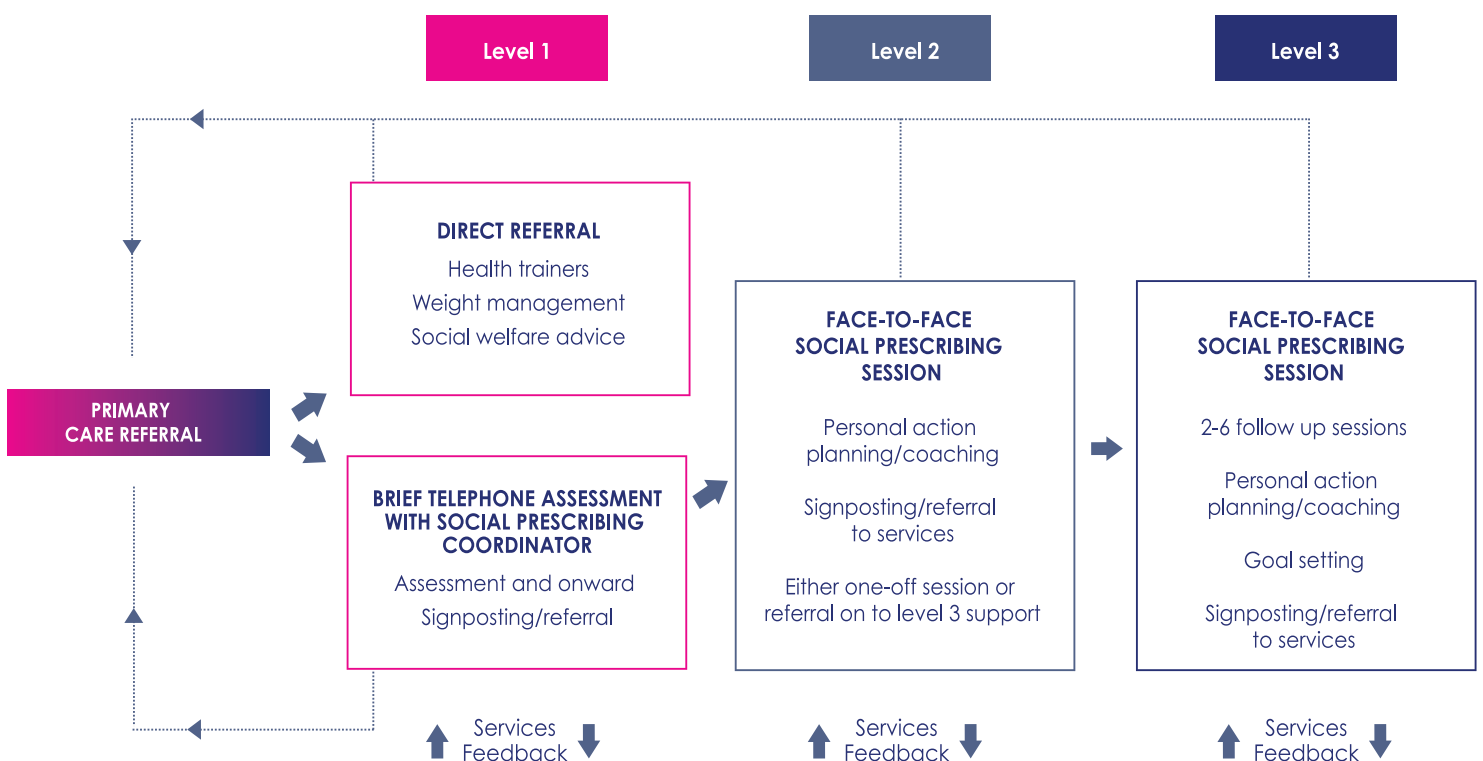 Level 1
Level 2
Level 3
PRIMARY
CARE REFERRAL
DIRECT REFERRAL
Health trainers
Weight management
Social welfare advice
BRIEF TELEPHONE ASSESSMENT
WITH SOCIAL PRESCRIBING
COORDINATOR
Assessment and onward
Signposting/referral
FACE-TO-FACE
SOCIAL PRESCRIBING
SESSION
Personal action
planning/coaching
Signposting/referral
to services
Either one-off session or
referral on to level 3 support
FACE-TO-FACE
SOCIAL PRESCRIBING
SESSION
2-6 follow up sessions
Personal action
planning/coaching
Goal setting
Signposting/referral
to services
Services
Feedback
Services
Feedback
Services
Feedback